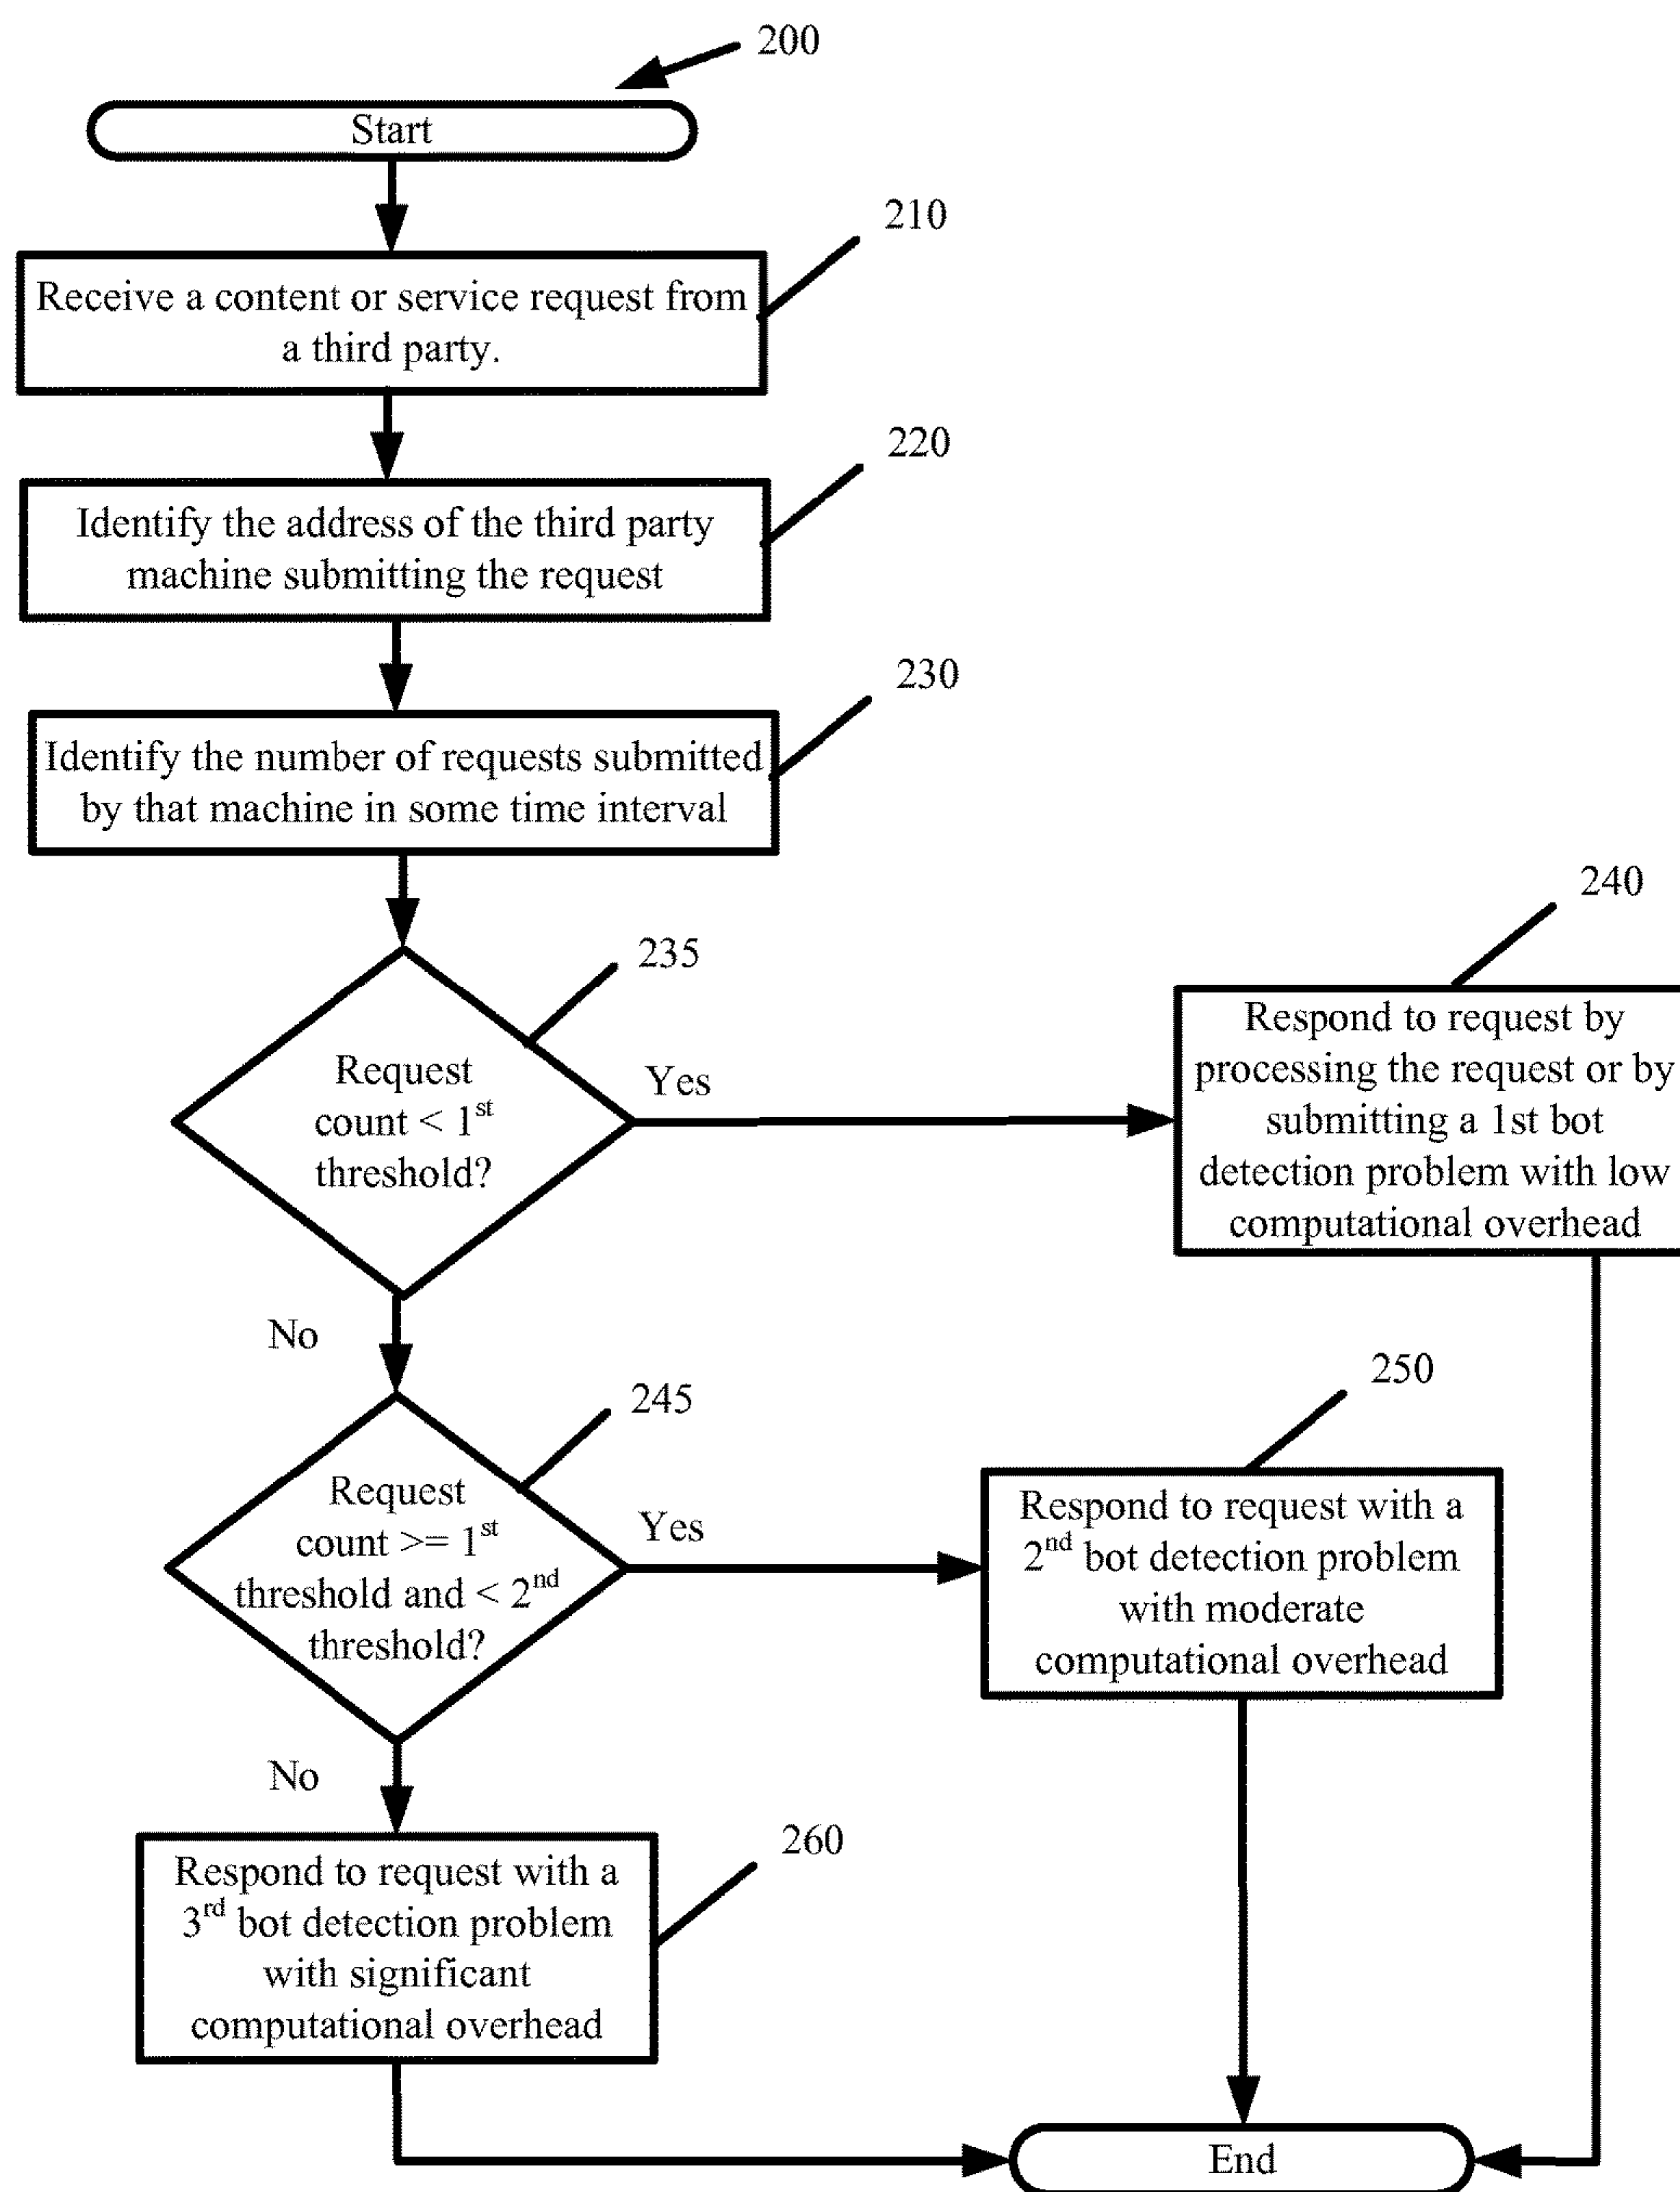 200
Start
210
Receive a content or service request from
a third party.
220
Identify the address of the third party
machine submitting the request
230
Identify the number of requests submitted
by that machine in some time interval
235
Request
count < 1st
threshold?
Yes
240
Respond to request by
processing the request or by
submitting a 1st bot
detection problem with low
computational overhead
No
245
Request
count >= 1st
threshold and < 2nd
threshold?
Yes
250
Respond to request with a
2nd bot detection problem
with moderate
computational overhead
No
260
Respond to request with a
3rd bot detection problem
with significant
computational overhead
End